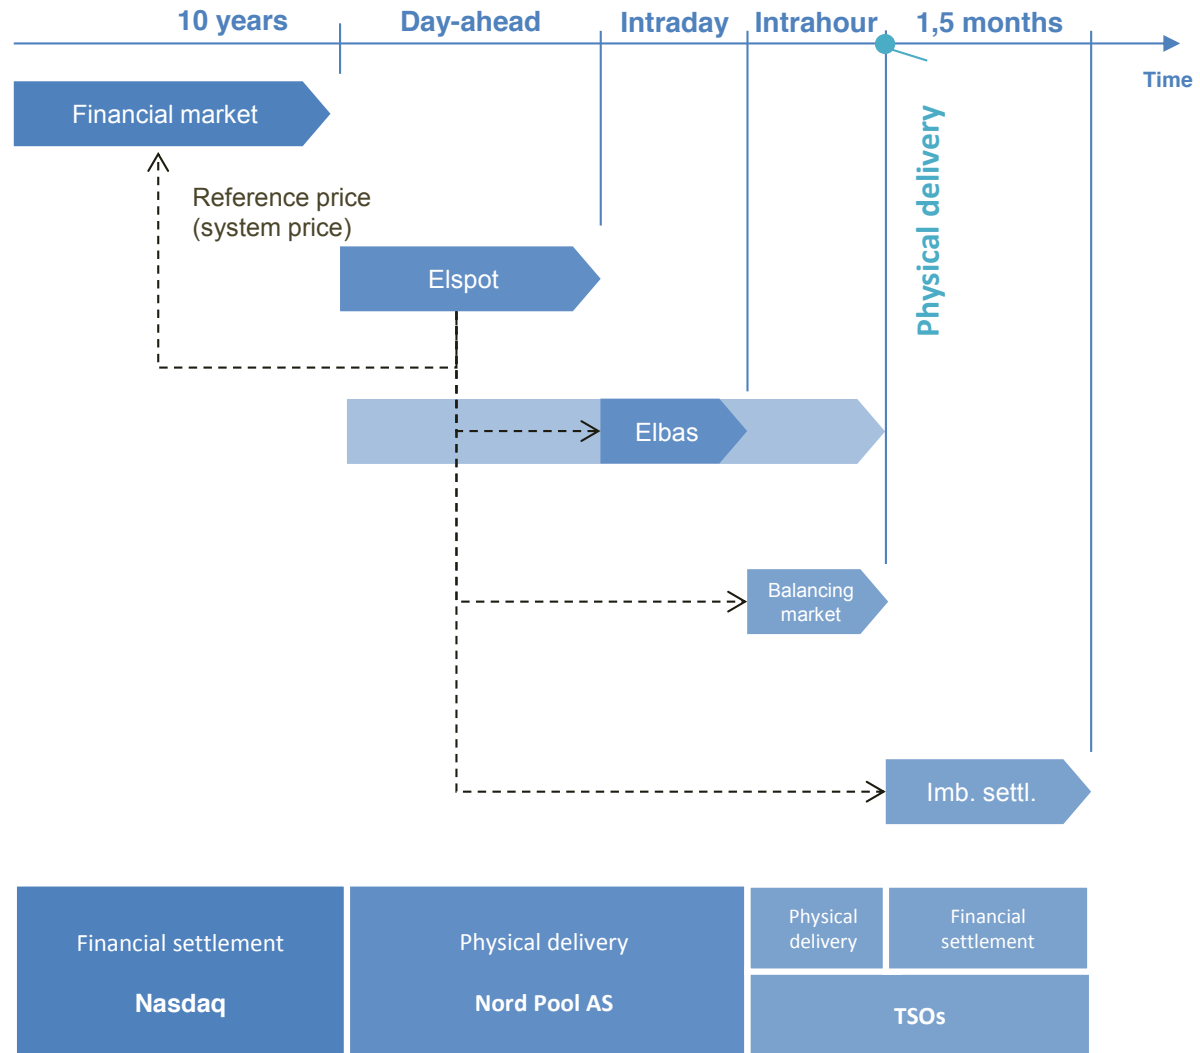 10 years
Day-ahead
Intraday
Intrahour
1,5 months
Time
Financial market
Physical delivery
Reference price
(system price)
Elspot
Elbas
Balancing
market
Imb. settl.
Financial settlement
Nasdaq
Physical delivery
Nord Pool AS
Physical
delivery
Financial
settlement
TSOs